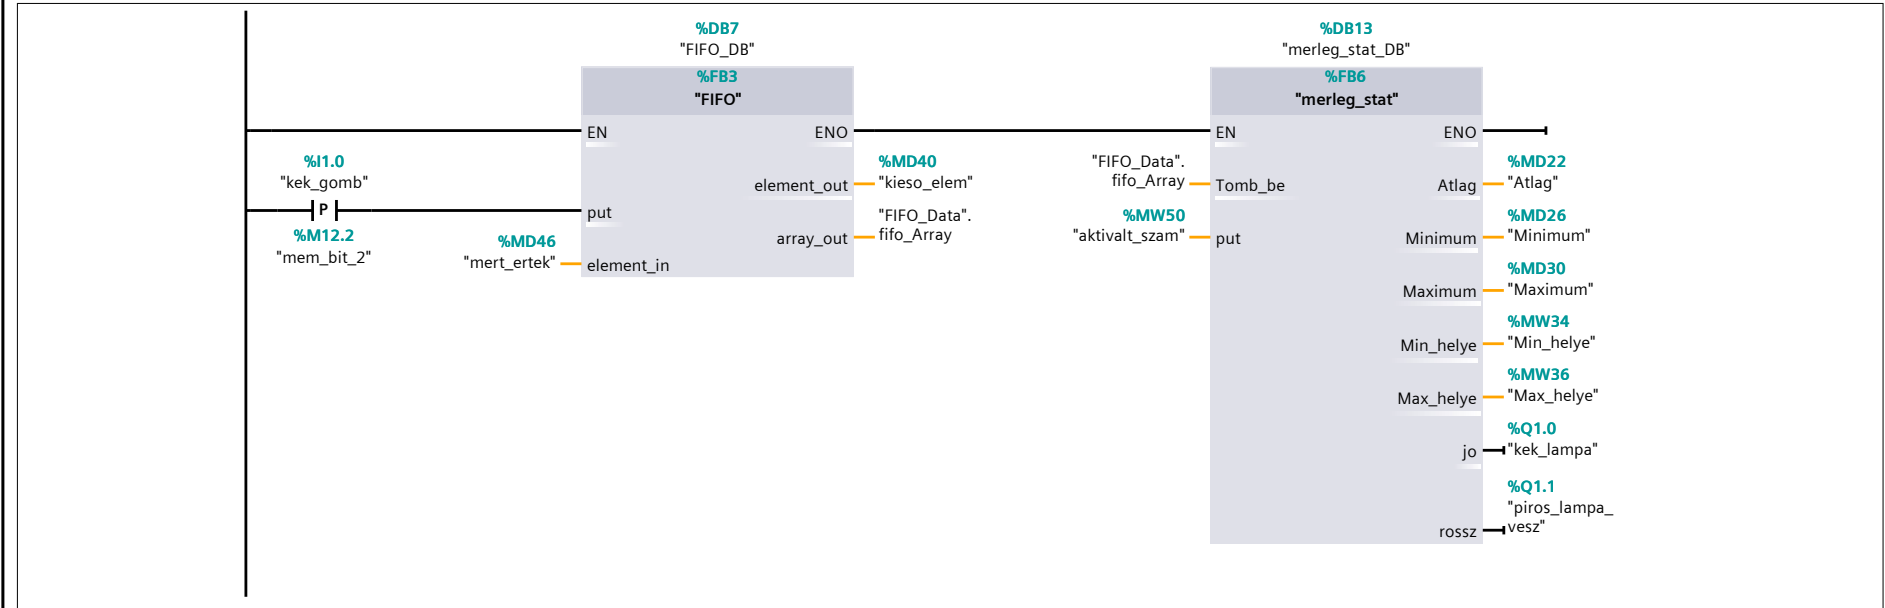 %DB7
"FIFO_DB"
%FB3
"FIFO"
EN
ENO
%I1.0
"kek_gomb"
P
%M12.2
"mem_bit_2"
put
%MD46
"mert_ertek"
element_in
element_out
%MD40
"kieso_elem"
array_out
"FIFO_Data".
fifo_Array
%DB13
"merleg_stat_DB"
%FB6
"merleg_stat"
EN
ENO
"FIFO_Data".
fifo_Array
Tomb_be
%MW50
"aktivalt_szam"
put
Atlag
%MD22
"Atlag"
Minimum
%MD26
"Minimum"
Maximum
%MD30
"Maximum"
Min_helye
%MW34
"Min_helye"
Max_helye
%MW36
"Max_helye"
jo
%Q1.0
"kek_lampa"
rossz
%Q1.1
"piros_lampa_
vesz"